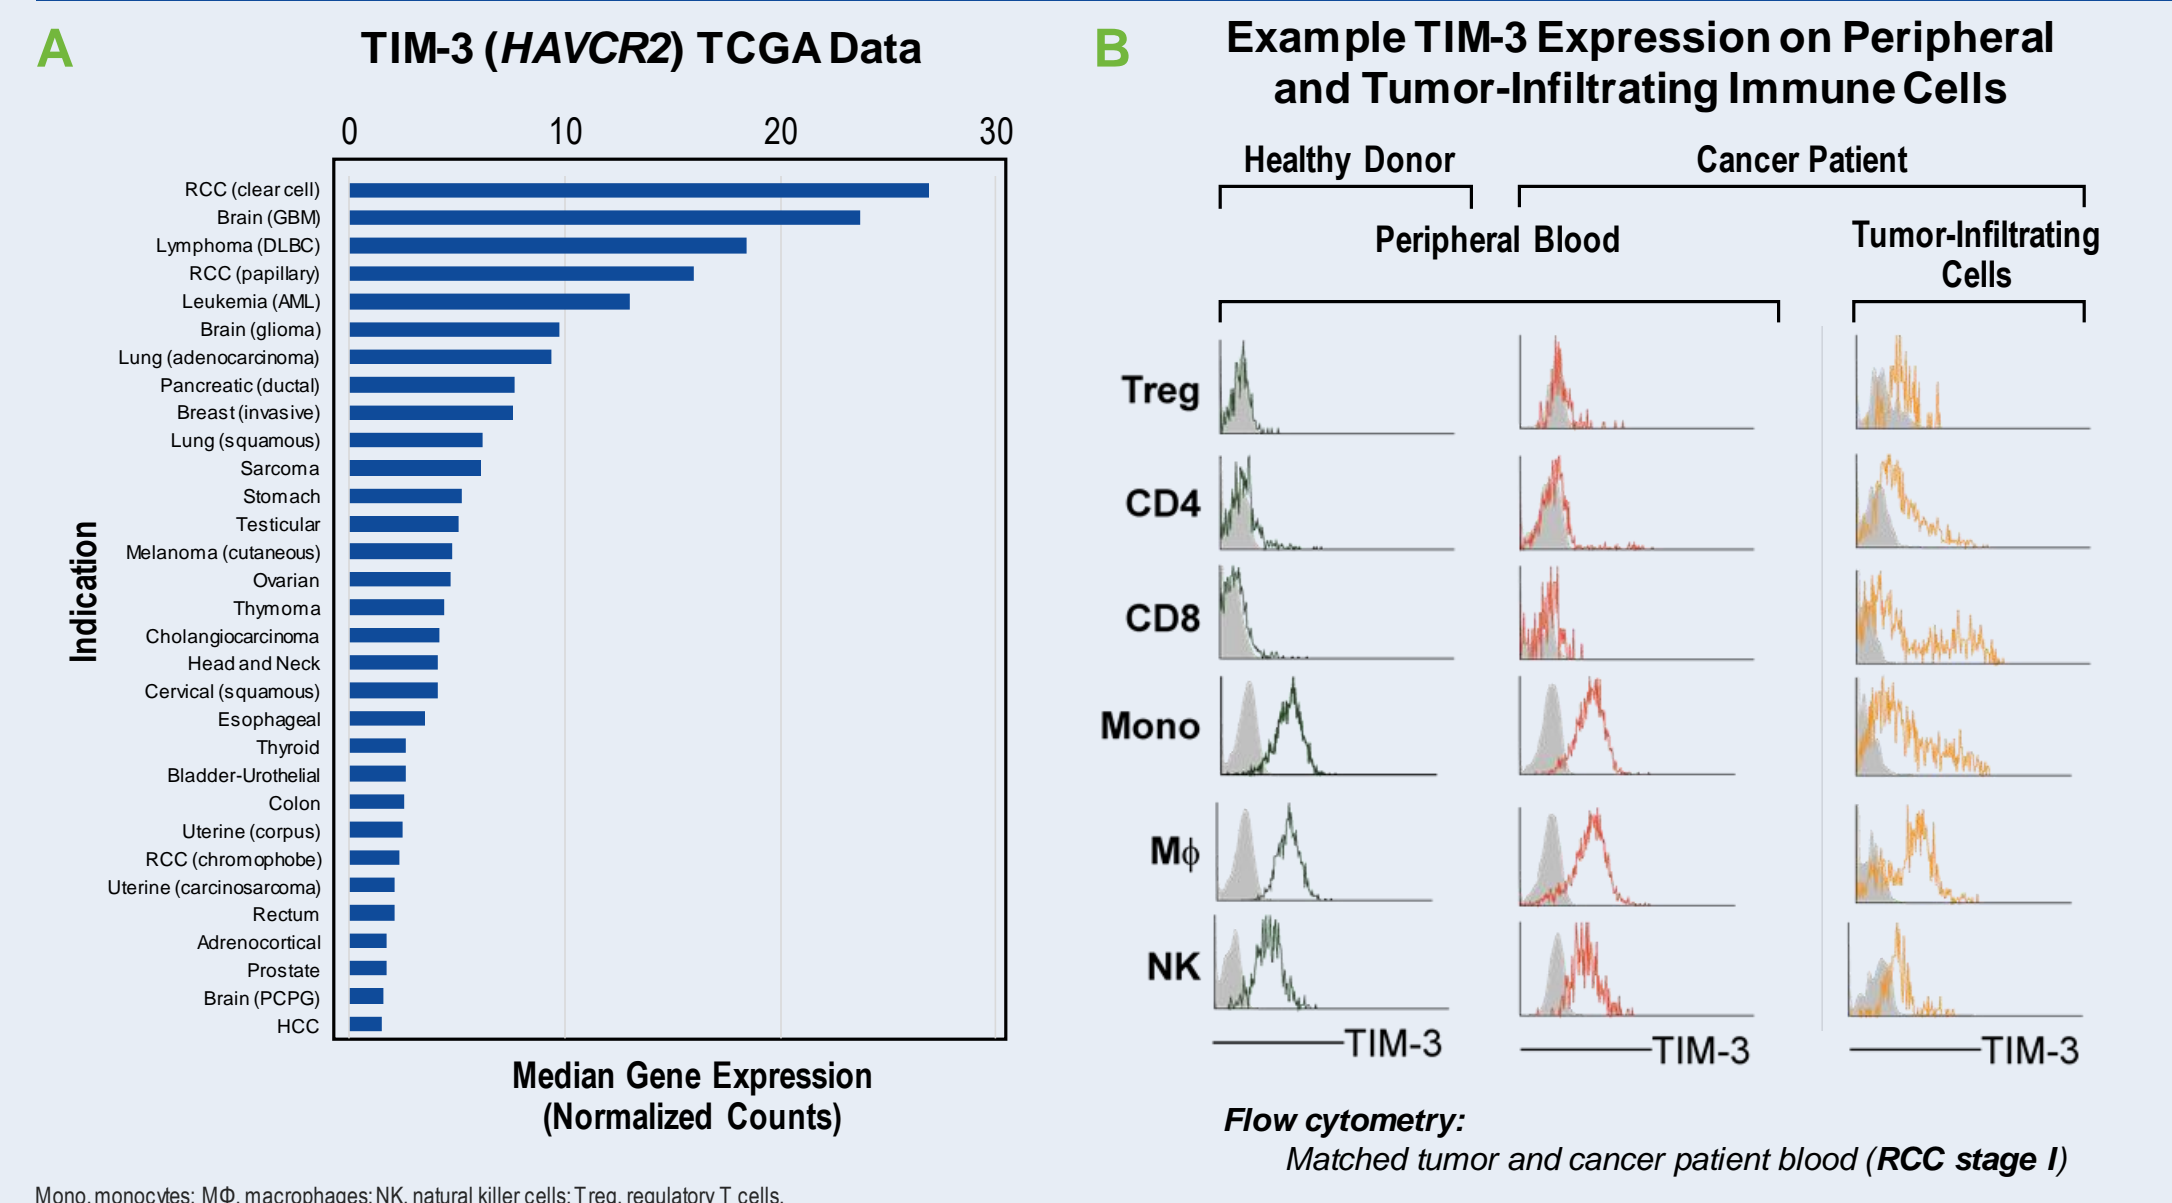 A
TIM-3 (HAVCR2) TCGA Data
0 10 20 30
RCC (clear cell)
Brain (GBM)
Lymphoma (DLBC)
RCC (papillary)
Leukemia (AML)
Brain (glioma)
Lung (adenocarcinoma)
Pancreatic (ductal)
Breast (invasive)
Lung (squamous)
Sarcoma
Stomach
Testicular
Melanoma (cutaneous)
Ovarian
Thymoma
Cholangiocarcinoma
Head and Neck
Cervical (squamous)
Esophageal
Thyroid
Bladder-Urothelial
Colon
Uterine (corpus)
RCC (chromophobe)
Uterine (carcinosarcoma)
Rectum
Adrenocortical
Prostate
Brain (PCPG)
HCC
Indication
Median Gene Expression
(Normalized Counts)
B
Example TIM-3 Expression on Peripheral
and Tumor-Infiltrating Immune Cells
Healthy Donor
Cancer Patient
Peripheral Blood
Tumor-Infiltrating
Cells
Treg
CD4
CD8
Mono
Mϕ
NK
TIM-3
TIM-3
TIM-3
Flow cytometry:
Matched tumor and cancer patient blood (RCC stage I)
Mono, monocytes; MΦ, macrophages; NK, natural killer cells; Treg, regulatory T cells.